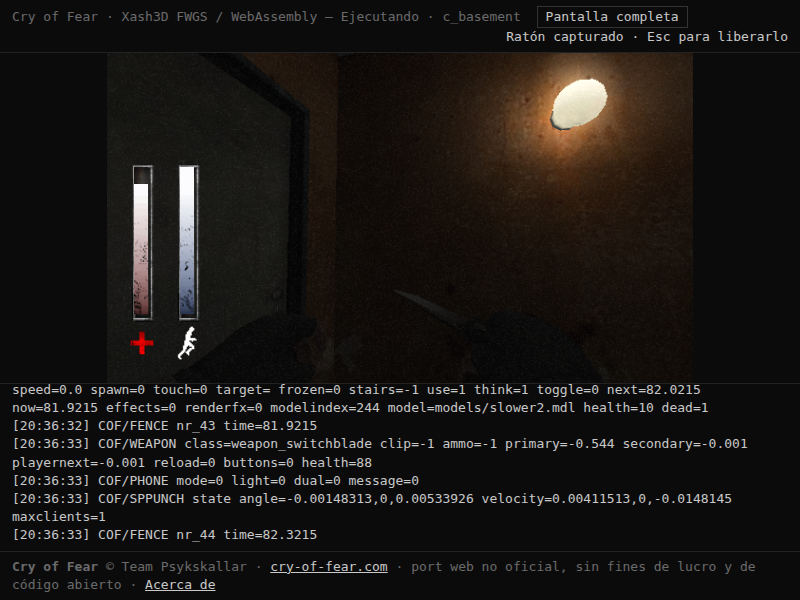 Cry of Fear · Xash3D FWGS / WebAssembly — Ejecutando · c_basement Pantalla completa
Ratón capturado · Esc para liberarlo
speed=0.0 spawn=0 touch=0 target= frozen=0 stairs=-1 use=1 think=1 toggle=0 next=82.0215
now=81.9215 effects=0 renderfx=0 modelindex=244 model=models/slower2.mdl health=10 dead=1
[20:36:32] COF/FENCE nr_43 time=81.9215
[20:36:33] COF/WEAPON class=weapon_switchblade clip=-1 ammo=-1 primary=-0.544 secondary=-0.001
playernext=-0.001 reload=0 buttons=0 health=88
[20:36:33] COF/PHONE mode=0 light=0 dual=0 message=0
[20:36:33] COF/SPPUNCH state angle=-0.00148313,0,0.00533926 velocity=0.00411513,0,-0.0148145
maxclients=1
[20:36:33] COF/FENCE nr_44 time=82.3215
Cry of Fear © Team Psykskallar · cry-of-fear.com · port web no oficial, sin fines de lucro y de
código abierto · Acerca de